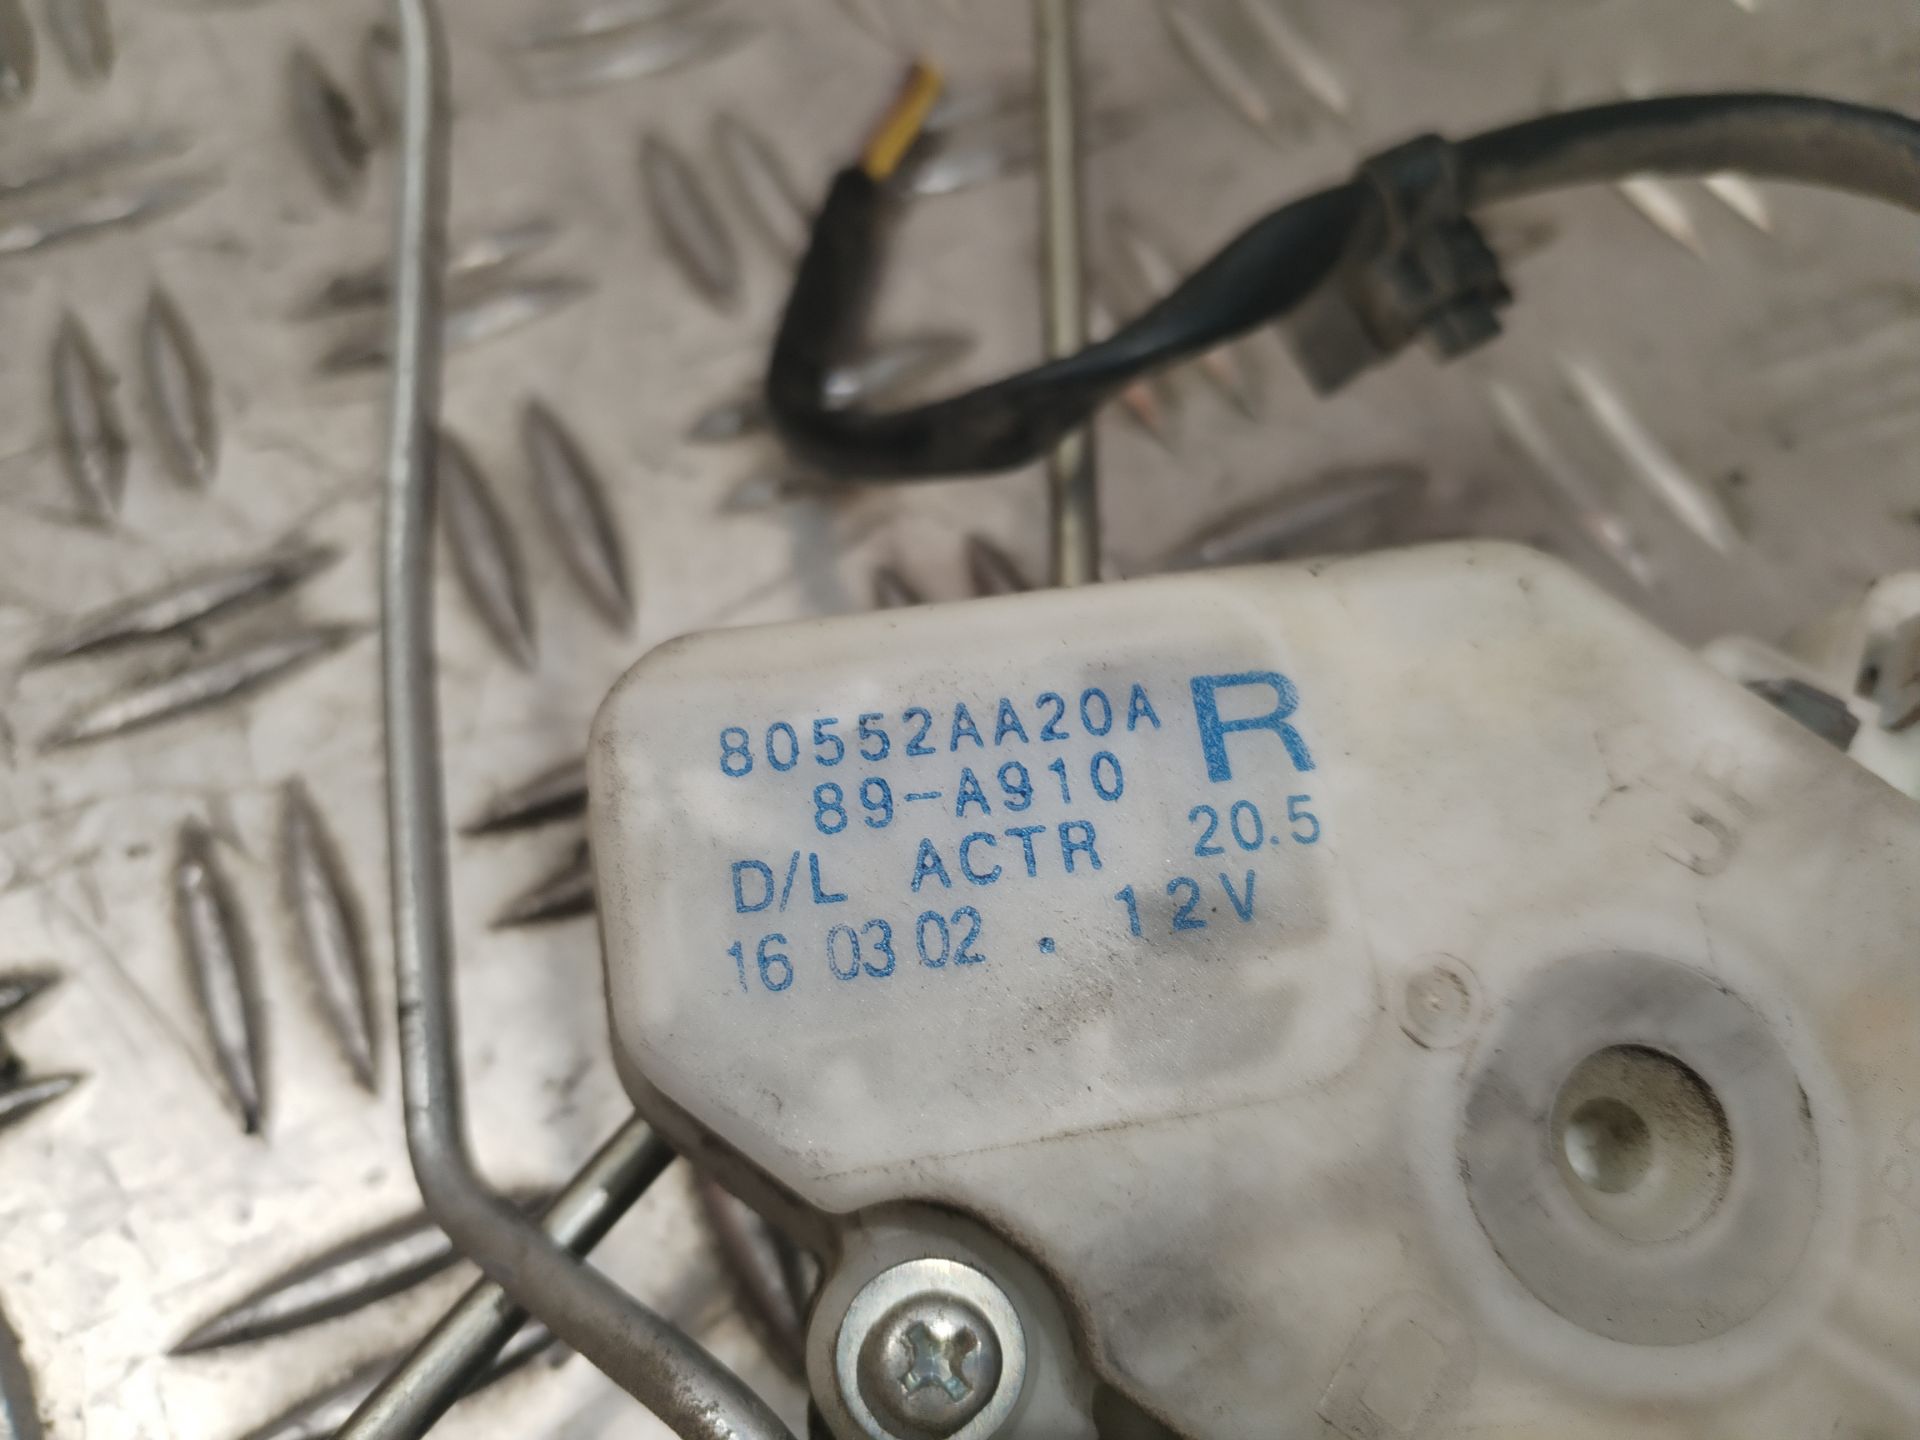 80552AA20A R
89-A910
D/L ACTR 20.5
16 03 02 . 12V